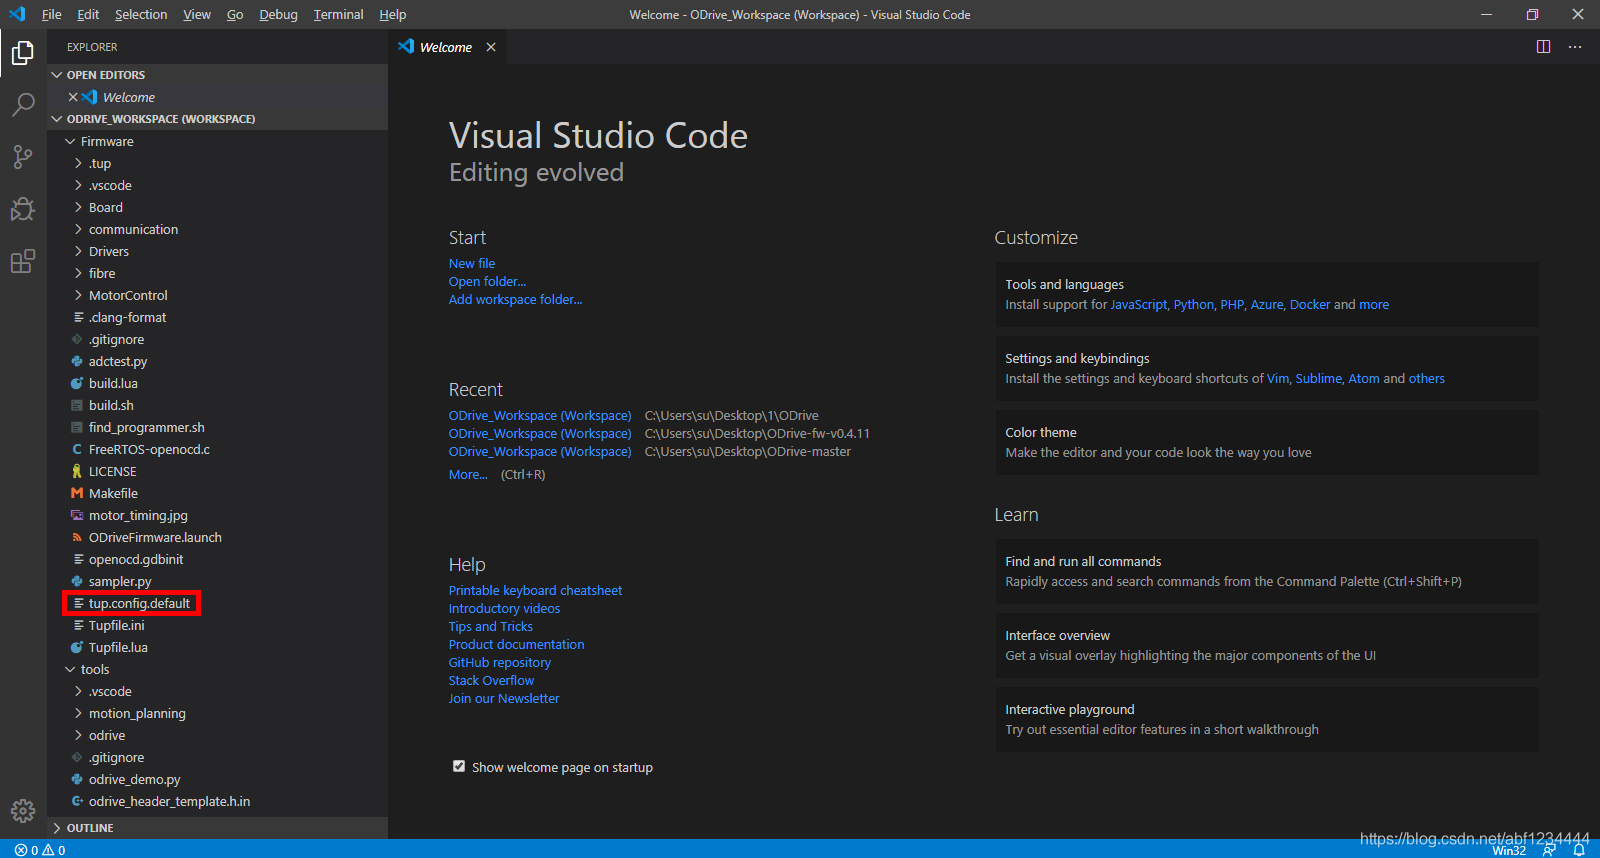 File Edit Selection View Go Debug Terminal Help
Welcome - ODrive_Workspace (Workspace) - Visual Studio Code
EXPLORER
OPEN EDITORS
Welcome
ODRIVE_WORKSPACE (WORKSPACE)
Firmware
.tup
.vscode
Board
communication
Drivers
fibre
MotorControl
.clang-format
.gitignore
adctest.py
build.lua
build.sh
find_programmer.sh
FreeRTOS-openocd.c
LICENSE
Makefile
motor_timing.jpg
ODriveFirmware.launch
openocd.gdbinit
sampler.py
tup.config.default
Tupfile.ini
Tupfile.lua
tools
.vscode
motion_planning
odrive
.gitignore
odrive_demo.py
odrive_header_template.h.in
OUTLINE
Welcome
Visual Studio Code
Editing evolved
Start
New file
Open folder...
Add workspace folder...
Recent
ODrive_Workspace (Workspace) C:\Users\su\Desktop\1\ODrive
ODrive_Workspace (Workspace) C:\Users\su\Desktop\ODrive-fw-v0.4.11
ODrive_Workspace (Workspace) C:\Users\su\Desktop\ODrive-master
More... (Ctrl+R)
Help
Printable keyboard cheatsheet
Introductory videos
Tips and Tricks
Product documentation
GitHub repository
Stack Overflow
Join our Newsletter
Show welcome page on startup
Customize
Tools and languages
Install support for JavaScript, Python, PHP, Azure, Docker and more
Settings and keybindings
Install the settings and keyboard shortcuts of Vim, Sublime, Atom and others
Color theme
Make the editor and your code look the way you love
Learn
Find and run all commands
Rapidly access and search commands from the Command Palette (Ctrl+Shift+P)
Interface overview
Get a visual overlay highlighting the major components of the UI
Interactive playground
Try out essential editor features in a short walkthrough
https://blog.csdn.net/abf1234444
0 0
Win32